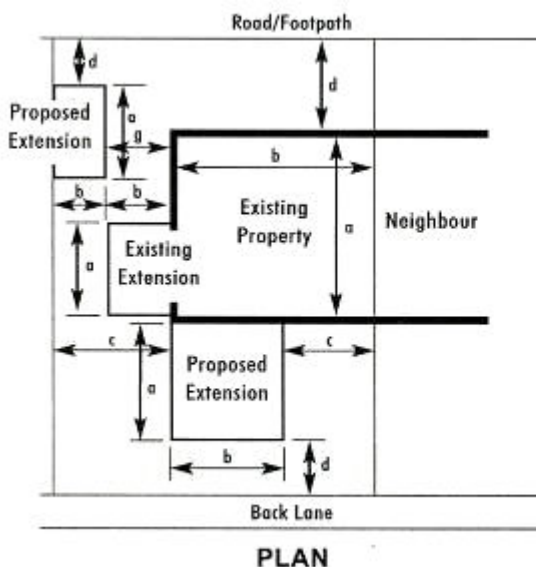 Road/Footpath
d
d
Proposed
Extension
a
g
b
b
b
Existing
Property
a
Neighbour
a
Existing
Extension
c
Proposed
Extension
c
a
b
d
Back Lane
PLAN